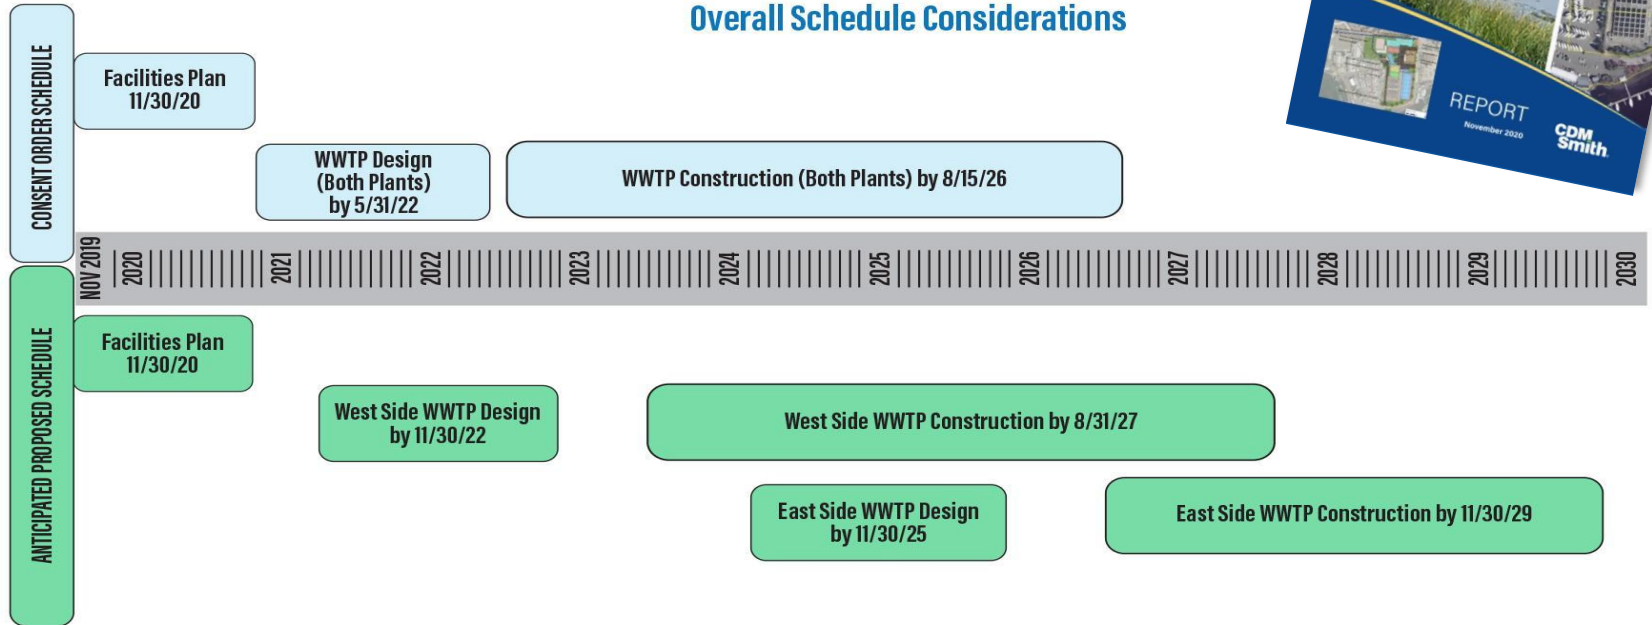 Overall Schedule Considerations
REPORT
November 2020
CDM
Smith
CONSENT ORDER SCHEDULE
Facilities Plan
11/30/20
WWTP Design
(Both Plants)
by 5/31/22
WWTP Construction (Both Plants) by 8/15/26
NOV 2019
2020
2021
2022
2023
2024
2025
2026
2027
2028
2029
2030
ANTICIPATED PROPOSED SCHEDULE
Facilities Plan
11/30/20
West Side WWTP Design
by 11/30/22
West Side WWTP Construction by 8/31/27
East Side WWTP Design
by 11/30/25
East Side WWTP Construction by 11/30/29